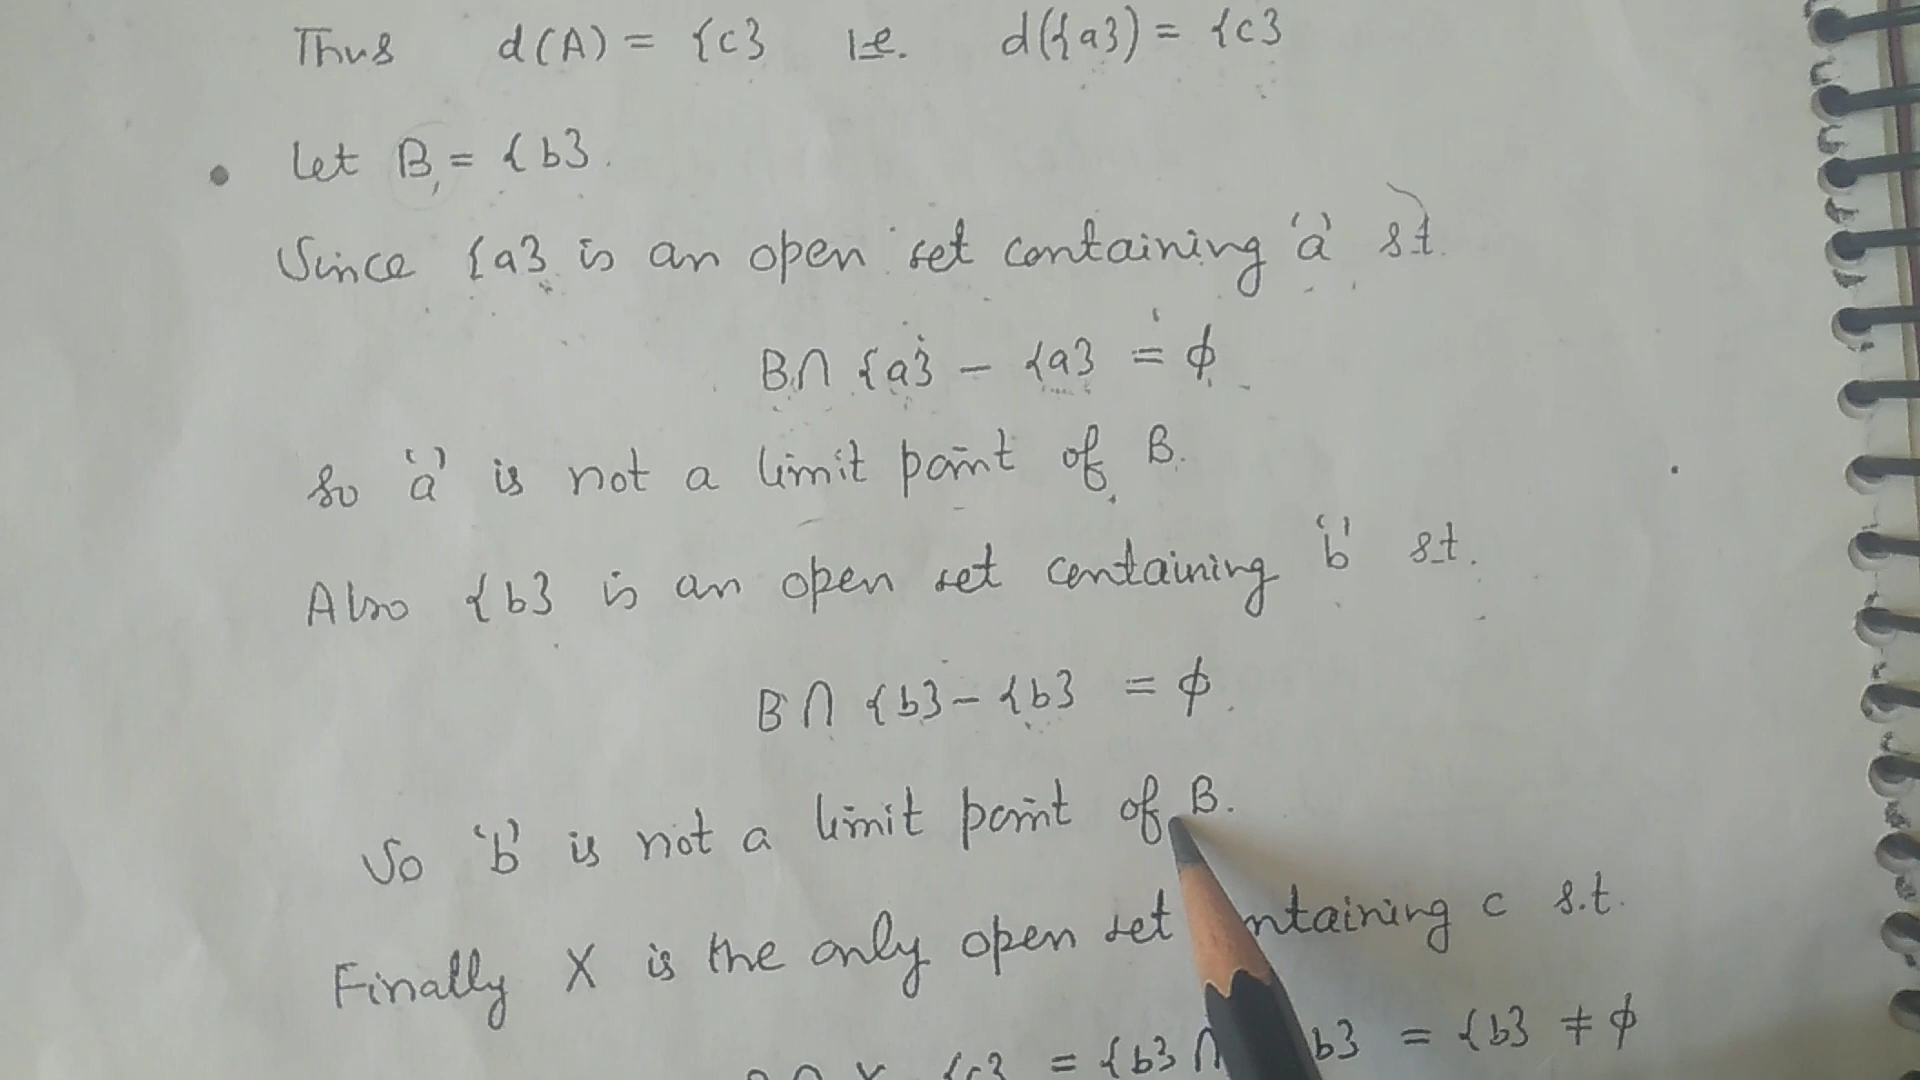 Thus d(A) = {c} i.e. d({a}) = {c}
• Let B = {b}.
Since {a} is an open set containing 'a' s.t.
B ∩ {a} - {a} = ϕ
So 'a' is not a limit point of B.
Also {b} is an open set containing 'b' s.t.
B ∩ {b} - {b} = ϕ.
So 'b' is not a limit point of B.
Finally X is the only open set ntaining c s.t.
{c} = {b} ∩ b} = {b} ≠ ϕ